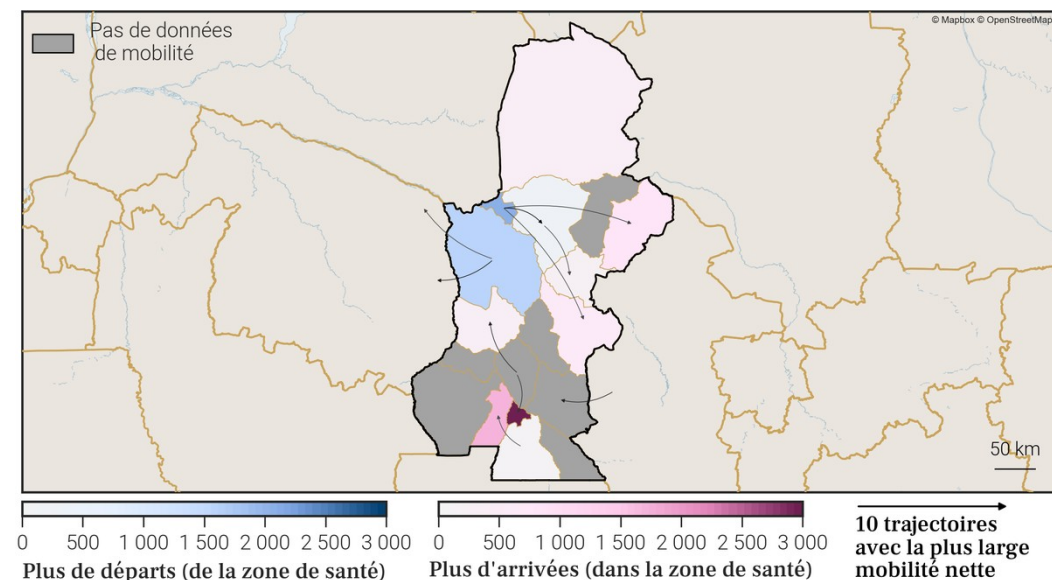 © Mapbox © OpenStreetMap
Pas de données
de mobilité
50 km
0 500 1 000 1 500 2 000 2 500 3 000
Plus de départs (de la zone de santé)
0 500 1 000 1 500 2 000 2 500 3 000
Plus d'arrivées (dans la zone de santé)
10 trajectoires
avec la plus large
mobilité nette